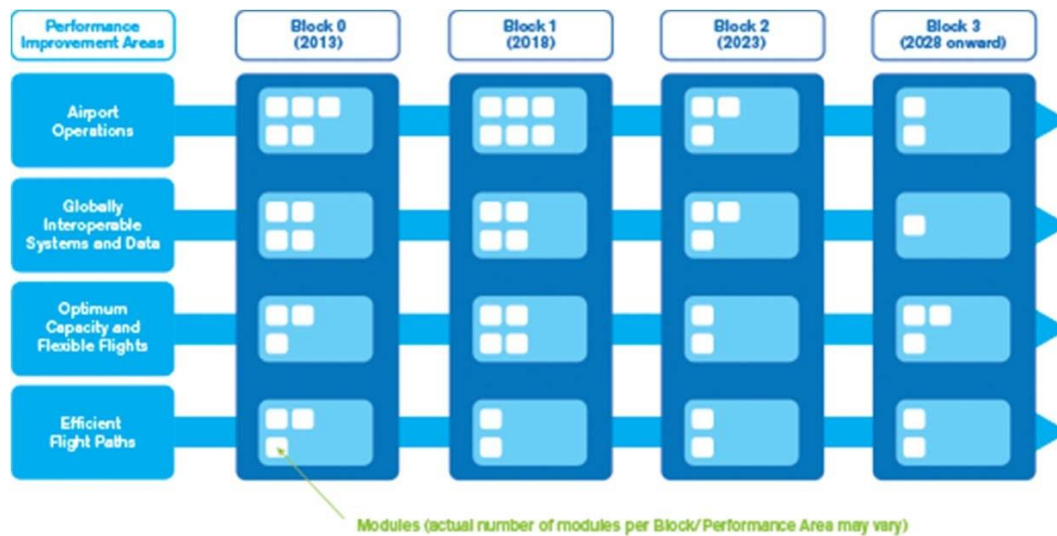 Performance
Improvement Areas
Block 0
(2013)
Block 1
(2018)
Block 2
(2023)
Block 3
(2028 onward)
Airport
Operations
Globally
Interoperable
Systems and Data
Optimum
Capacity and
Flexible Flights
Efficient
Flight Paths
Modules (actual number of modules per Block/Performance Area may vary)